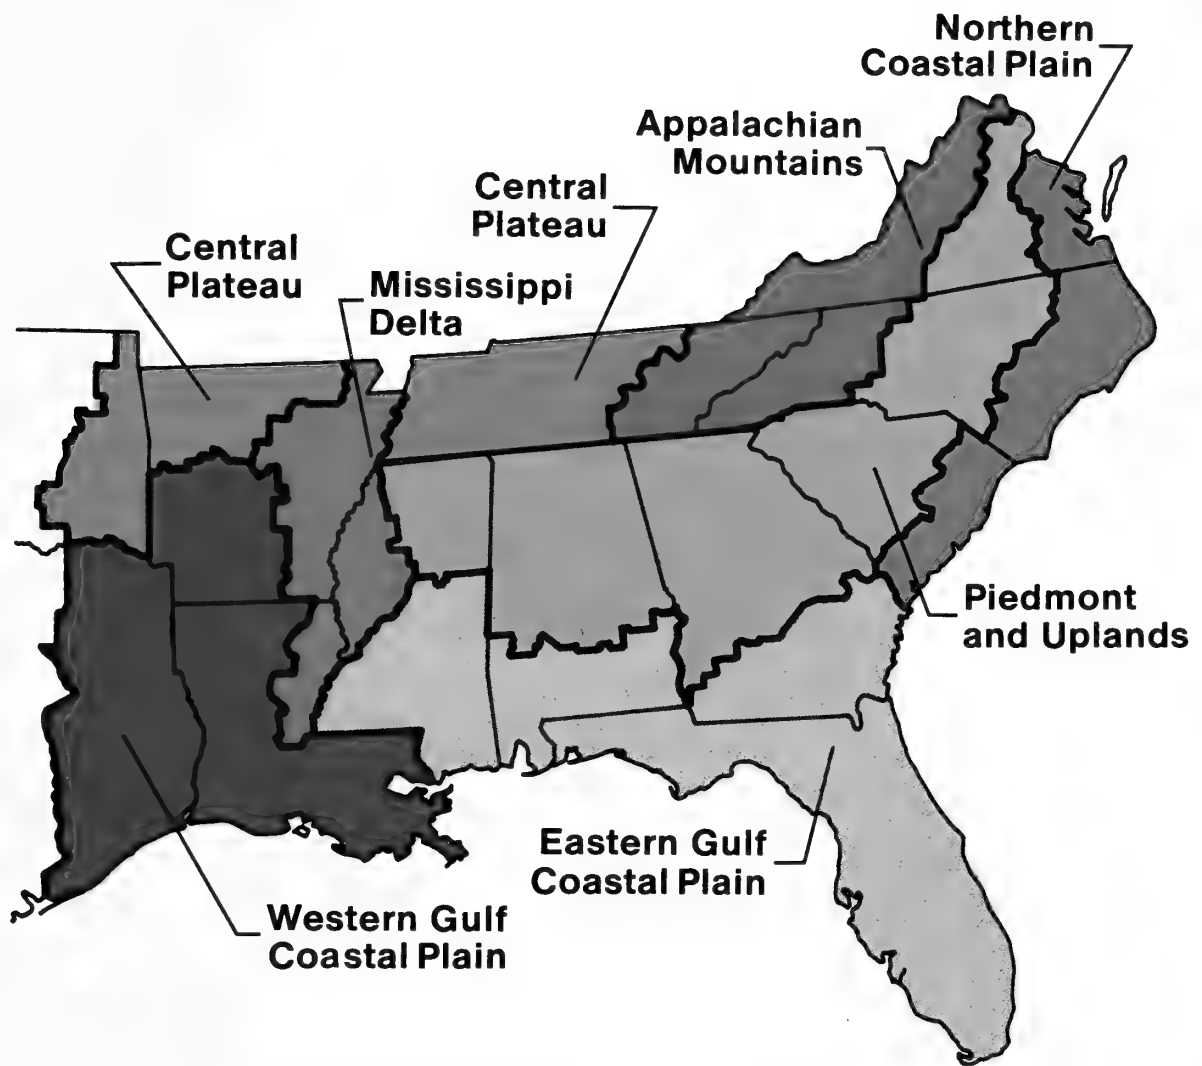 Northern
Coastal Plain
Appalachian
Mountains
Central
Plateau
Central
Plateau
Mississippi
Delta
Piedmont
and Uplands
Eastern Gulf
Coastal Plain
Western Gulf
Coastal Plain